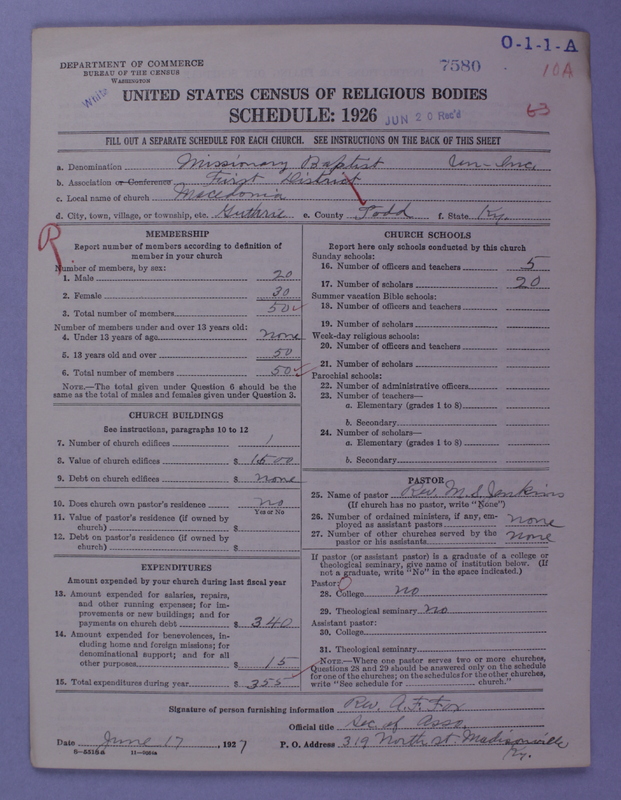 O-1-1-A
DEPARTMENT OF COMMERCE
BUREAU OF THE CENSUS
WASHINGTON
7580
10A
White
UNITED STATES CENSUS OF RELIGIOUS BODIES
SCHEDULE: 1926
JUN 20 Rec'd
63
FILL OUT A SEPARATE SCHEDULE FOR EACH CHURCH. SEE INSTRUCTIONS ON THE BACK OF THIS SHEET
a. Denomination Missionary Baptist
b. Association or Conference First District
c. Local name of church Macedonia
d. City, town, village, or township, etc. Guthrie e. County Todd f. State Ky.
R
MEMBERSHIP
Report number of members according to definition of
member in your church
Number of members, by sex:
1. Male 20
2. Female 30
3. Total number of members 50
Number of members under and over 13 years old:
4. Under 13 years of age none
5. 13 years old and over 50
6. Total number of members 50
NOTE.—The total given under Question 6 should be the
same as the total of males and females given under Question 3.
CHURCH BUILDINGS
See instructions, paragraphs 10 to 12
7. Number of church edifices 1
8. Value of church edifices $ 1500
9. Debt on church edifices $ none
10. Does church own pastor's residence no
Yes or No
11. Value of pastor's residence (if owned by
church) $
12. Debt on pastor's residence (if owned by
church) $
EXPENDITURES
Amount expended by your church during last fiscal year
13. Amount expended for salaries, repairs,
and other running expenses; for im-
provements or new buildings; and for
payments on church debt $ 340
14. Amount expended for benevolences, in-
cluding home and foreign missions; for
denominational support; and for all
other purposes $ 15
15. Total expenditures during year $ 355
CHURCH SCHOOLS
Report here only schools conducted by this church
Sunday schools:
16. Number of officers and teachers 5
17. Number of scholars 20
Summer vacation Bible schools:
18. Number of officers and teachers
19. Number of scholars
Week-day religious schools:
20. Number of officers and teachers
21. Number of scholars
Parochial schools:
22. Number of administrative officers
23. Number of teachers—
a. Elementary (grades 1 to 8)
b. Secondary
24. Number of scholars—
a. Elementary (grades 1 to 8)
b. Secondary
PASTOR
25. Name of pastor Rev. M. S. Jenkins
(If church has no pastor, write "None")
26. Number of ordained ministers, if any, em-
ployed as assistant pastors none
27. Number of other churches served by the
pastor or his assistants none
If pastor (or assistant pastor) is a graduate of a college or
theological seminary, give name of institution below. (If
not a graduate, write "No" in the space indicated.)
Pastor:
28. College no
29. Theological seminary no
Assistant pastor:
30. College
31. Theological seminary
NOTE.—Where one pastor serves two or more churches,
Questions 28 and 29 should be answered only on the schedule
for one of the churches; on the schedules for the other churches,
write "See schedule for church."
Signature of person furnishing information Rev. A. F. Fox
Official title Sec. of Asso.
Date June 17, 1927 P. O. Address 319 North st. Madisonville
Ky.